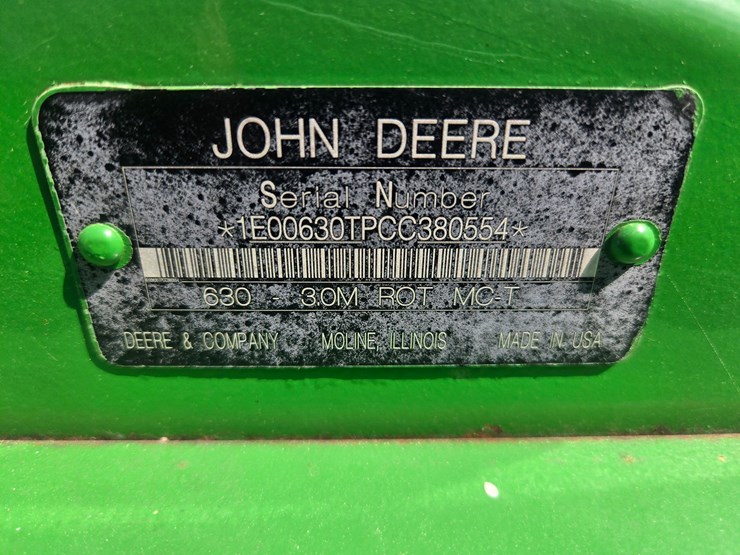 JOHN DEERE
Serial Number
*1E00630TPCC380554*
630 - 3.0M ROT MC-T
DEERE & COMPANY MOLINE, ILLINOIS MADE IN USA